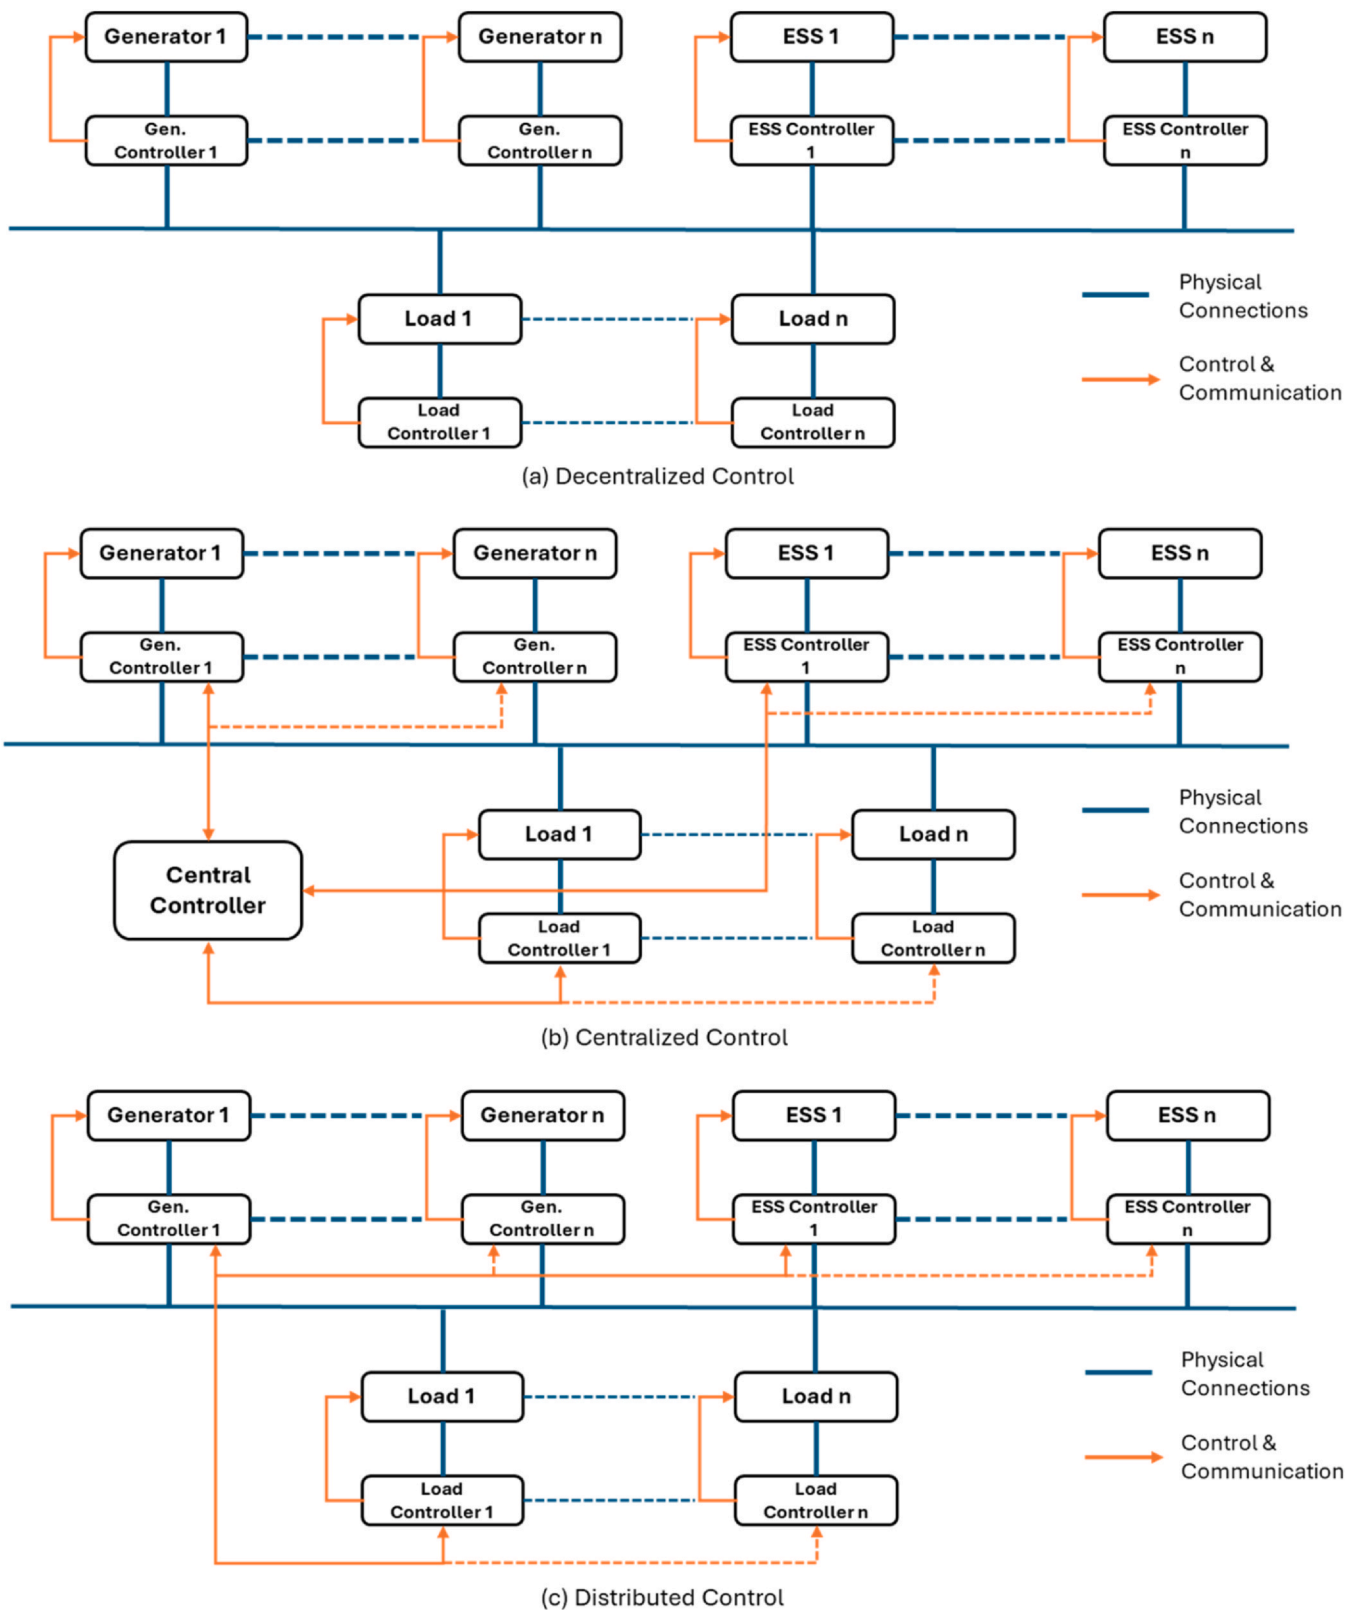 Generator 1
Generator n
ESS 1
ESS n
Gen.
Controller 1
Gen.
Controller n
ESS Controller
1
ESS Controller
n
Load 1
Load n
Load
Controller 1
Load
Controller n
Physical
Connections
Control &
Communication
(a) Decentralized Control
Generator 1
Generator n
ESS 1
ESS n
Gen.
Controller 1
Gen.
Controller n
ESS Controller
1
ESS Controller
n
Central
Controller
Load 1
Load n
Load
Controller 1
Load
Controller n
Physical
Connections
Control &
Communication
(b) Centralized Control
Generator 1
Generator n
ESS 1
ESS n
Gen.
Controller 1
Gen.
Controller n
ESS Controller
1
ESS Controller
n
Load 1
Load n
Load
Controller 1
Load
Controller n
Physical
Connections
Control &
Communication
(c) Distributed Control